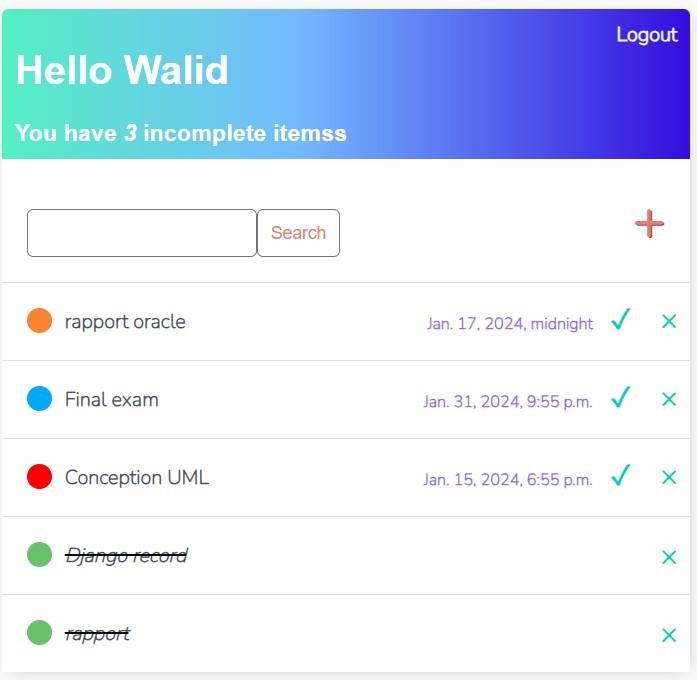 Logout
Hello Walid
You have 3 incomplete itemss
Search
rapport oracle Jan. 17, 2024, midnight
Final exam Jan. 31, 2024, 9:55 p.m.
Conception UML Jan. 15, 2024, 6:55 p.m.
Django record
rapport